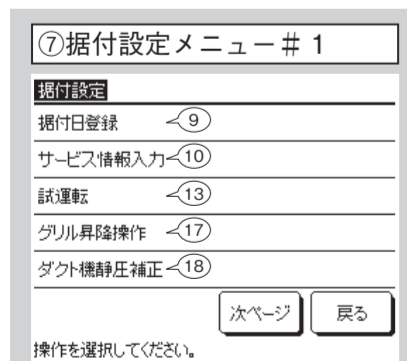 ⑦据付設定メニュー＃１
据付設定
据付日登録 ⑨
サービス情報入力 ⑩
試運転 ⑬
グリル昇降操作 ⑰
ダクト機静圧補正 ⑱
次ページ 戻る
操作を選択してください。